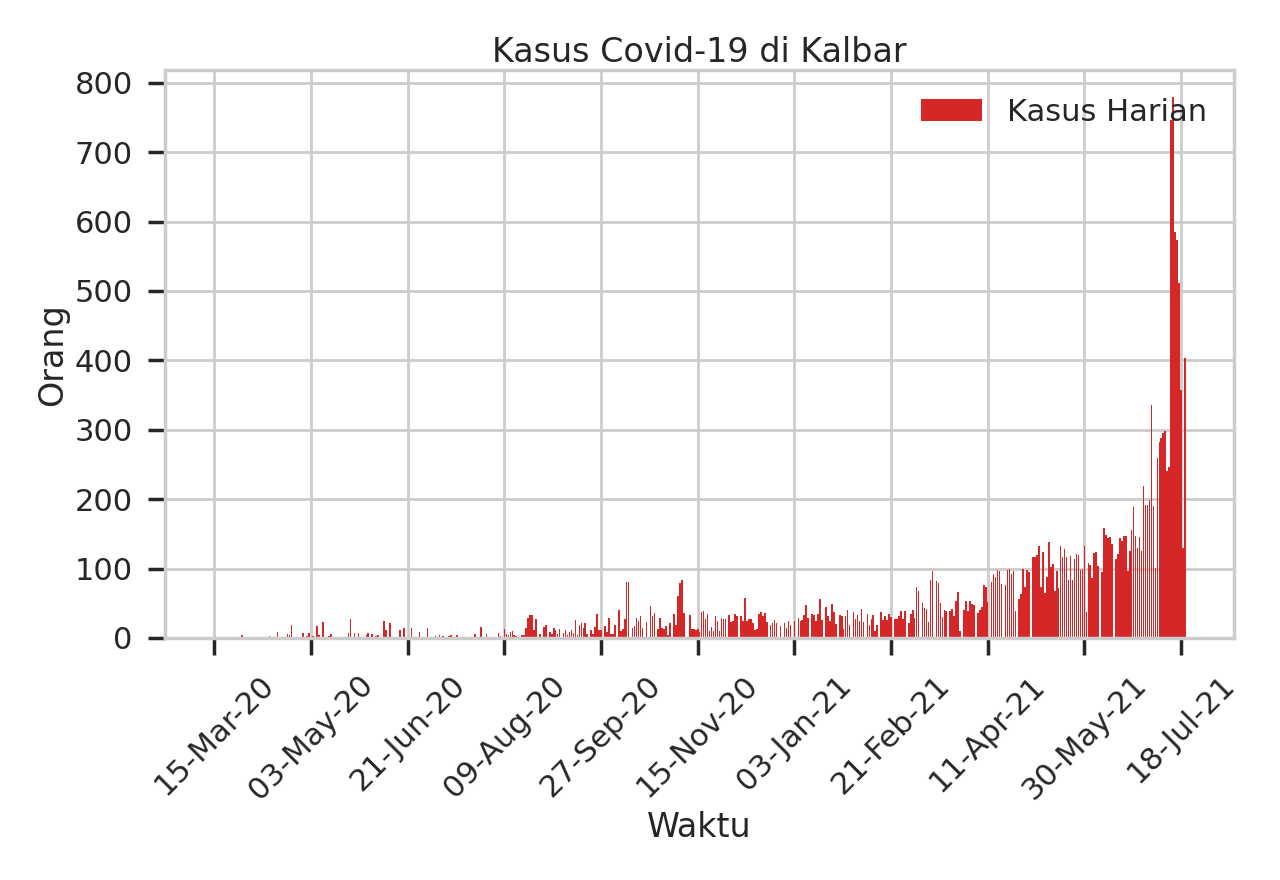 Kasus Covid-19 di Kalbar
Kasus Harian
800
700
600
500
400
300
200
100
0
Orang
15-Mar-20
03-May-20
21-Jun-20
09-Aug-20
27-Sep-20
15-Nov-20
03-Jan-21
21-Feb-21
11-Apr-21
30-May-21
18-Jul-21
Waktu